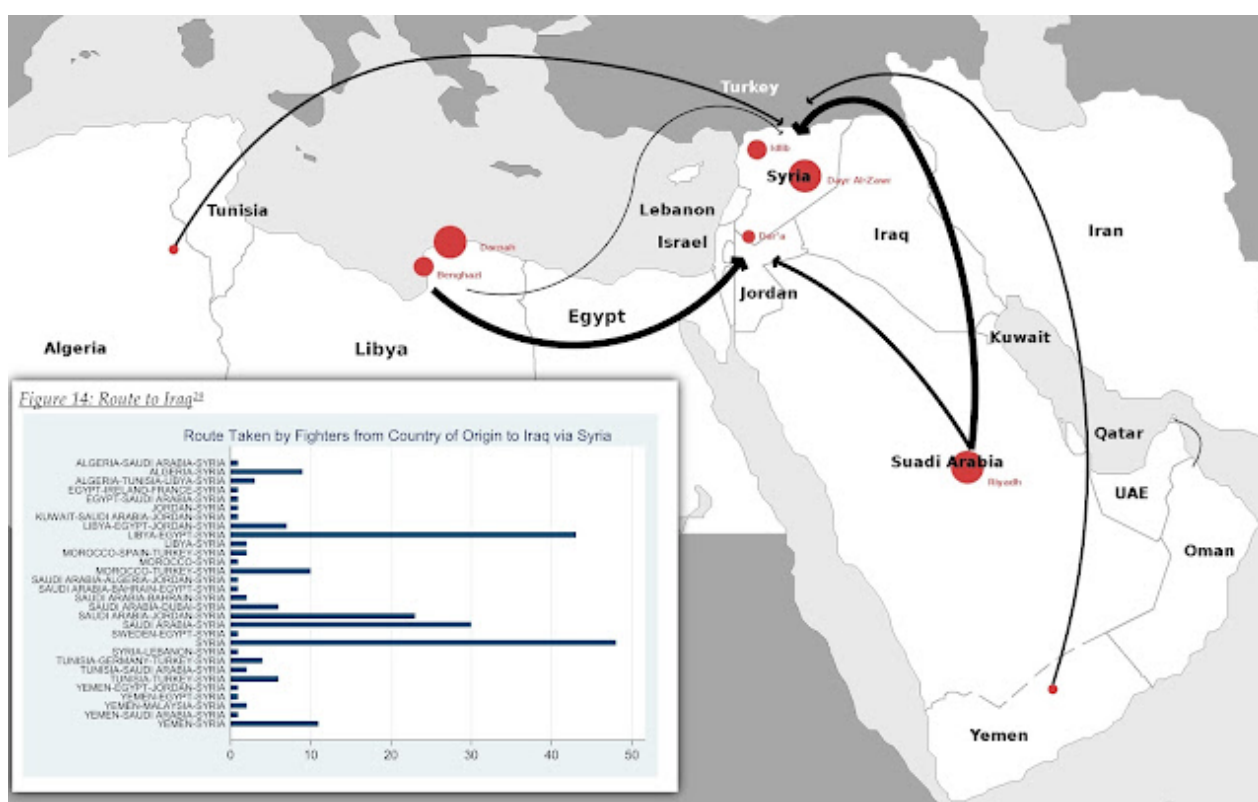 Turkey
Idlib
Syria
Dayr Al-Zawr
Tunisia
Lebanon
Israel
Iraq
Iran
Darnah
Dar'a
Benghazi
Jordan
Egypt
Kuwait
Algeria
Libya
Qatar
Suadi Arabia
Riyadh
UAE
Oman
Yemen
Figure 14: Route to Iraq²⁹
Route Taken by Fighters from Country of Origin to Iraq via Syria
ALGERIA-SAUDI ARABIA-SYRIA
ALGERIA-SYRIA
ALGERIA-TUNISIA-LIBYA-SYRIA
EGYPT-IRELAND-FRANCE-SYRIA
EGYPT-SAUDI ARABIA-SYRIA
JORDAN-SYRIA
KUWAIT-SAUDI ARABIA-JORDAN-SYRIA
LIBYA-EGYPT-JORDAN-SYRIA
LIBYA-EGYPT-SYRIA
LIBYA-SYRIA
MOROCCO-SPAIN-TURKEY-SYRIA
MOROCCO-SYRIA
MOROCCO-TURKEY-SYRIA
SAUDI ARABIA-ALGERIA-JORDAN-SYRIA
SAUDI ARABIA-BAHRAIN-EGYPT-SYRIA
SAUDI ARABIA-BAHRAIN-SYRIA
SAUDI ARABIA-DUBAI-SYRIA
SAUDI ARABIA-JORDAN-SYRIA
SAUDI ARABIA-SYRIA
SWEDEN-EGYPT-SYRIA
SYRIA
SYRIA-LEBANON-SYRIA
TUNISIA-GERMANY-TURKEY-SYRIA
TUNISIA-SAUDI ARABIA-SYRIA
TUNISIA-TURKEY-SYRIA
YEMEN-EGYPT-JORDAN-SYRIA
YEMEN-EGYPT-SYRIA
YEMEN-MALAYSIA-SYRIA
YEMEN-SAUDI ARABIA-SYRIA
YEMEN-SYRIA
0 10 20 30 40 50